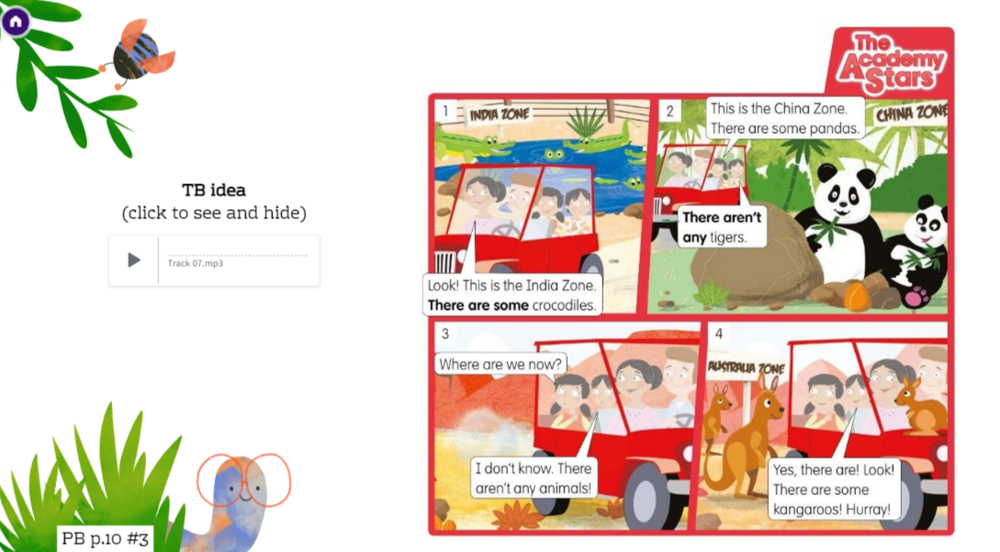 TB idea
(click to see and hide)
Track 07.mp3
PB p.10 #3
The
Academy
Stars
1
INDIA ZONE
Look! This is the India Zone.
There are some crocodiles.
2
This is the China Zone.
There are some pandas.
CHINA ZONE
There aren't
any tigers.
3
Where are we now?
I don't know. There
aren't any animals!
4
AUSTRALIA ZONE
Yes, there are! Look!
There are some
kangaroos! Hurray!